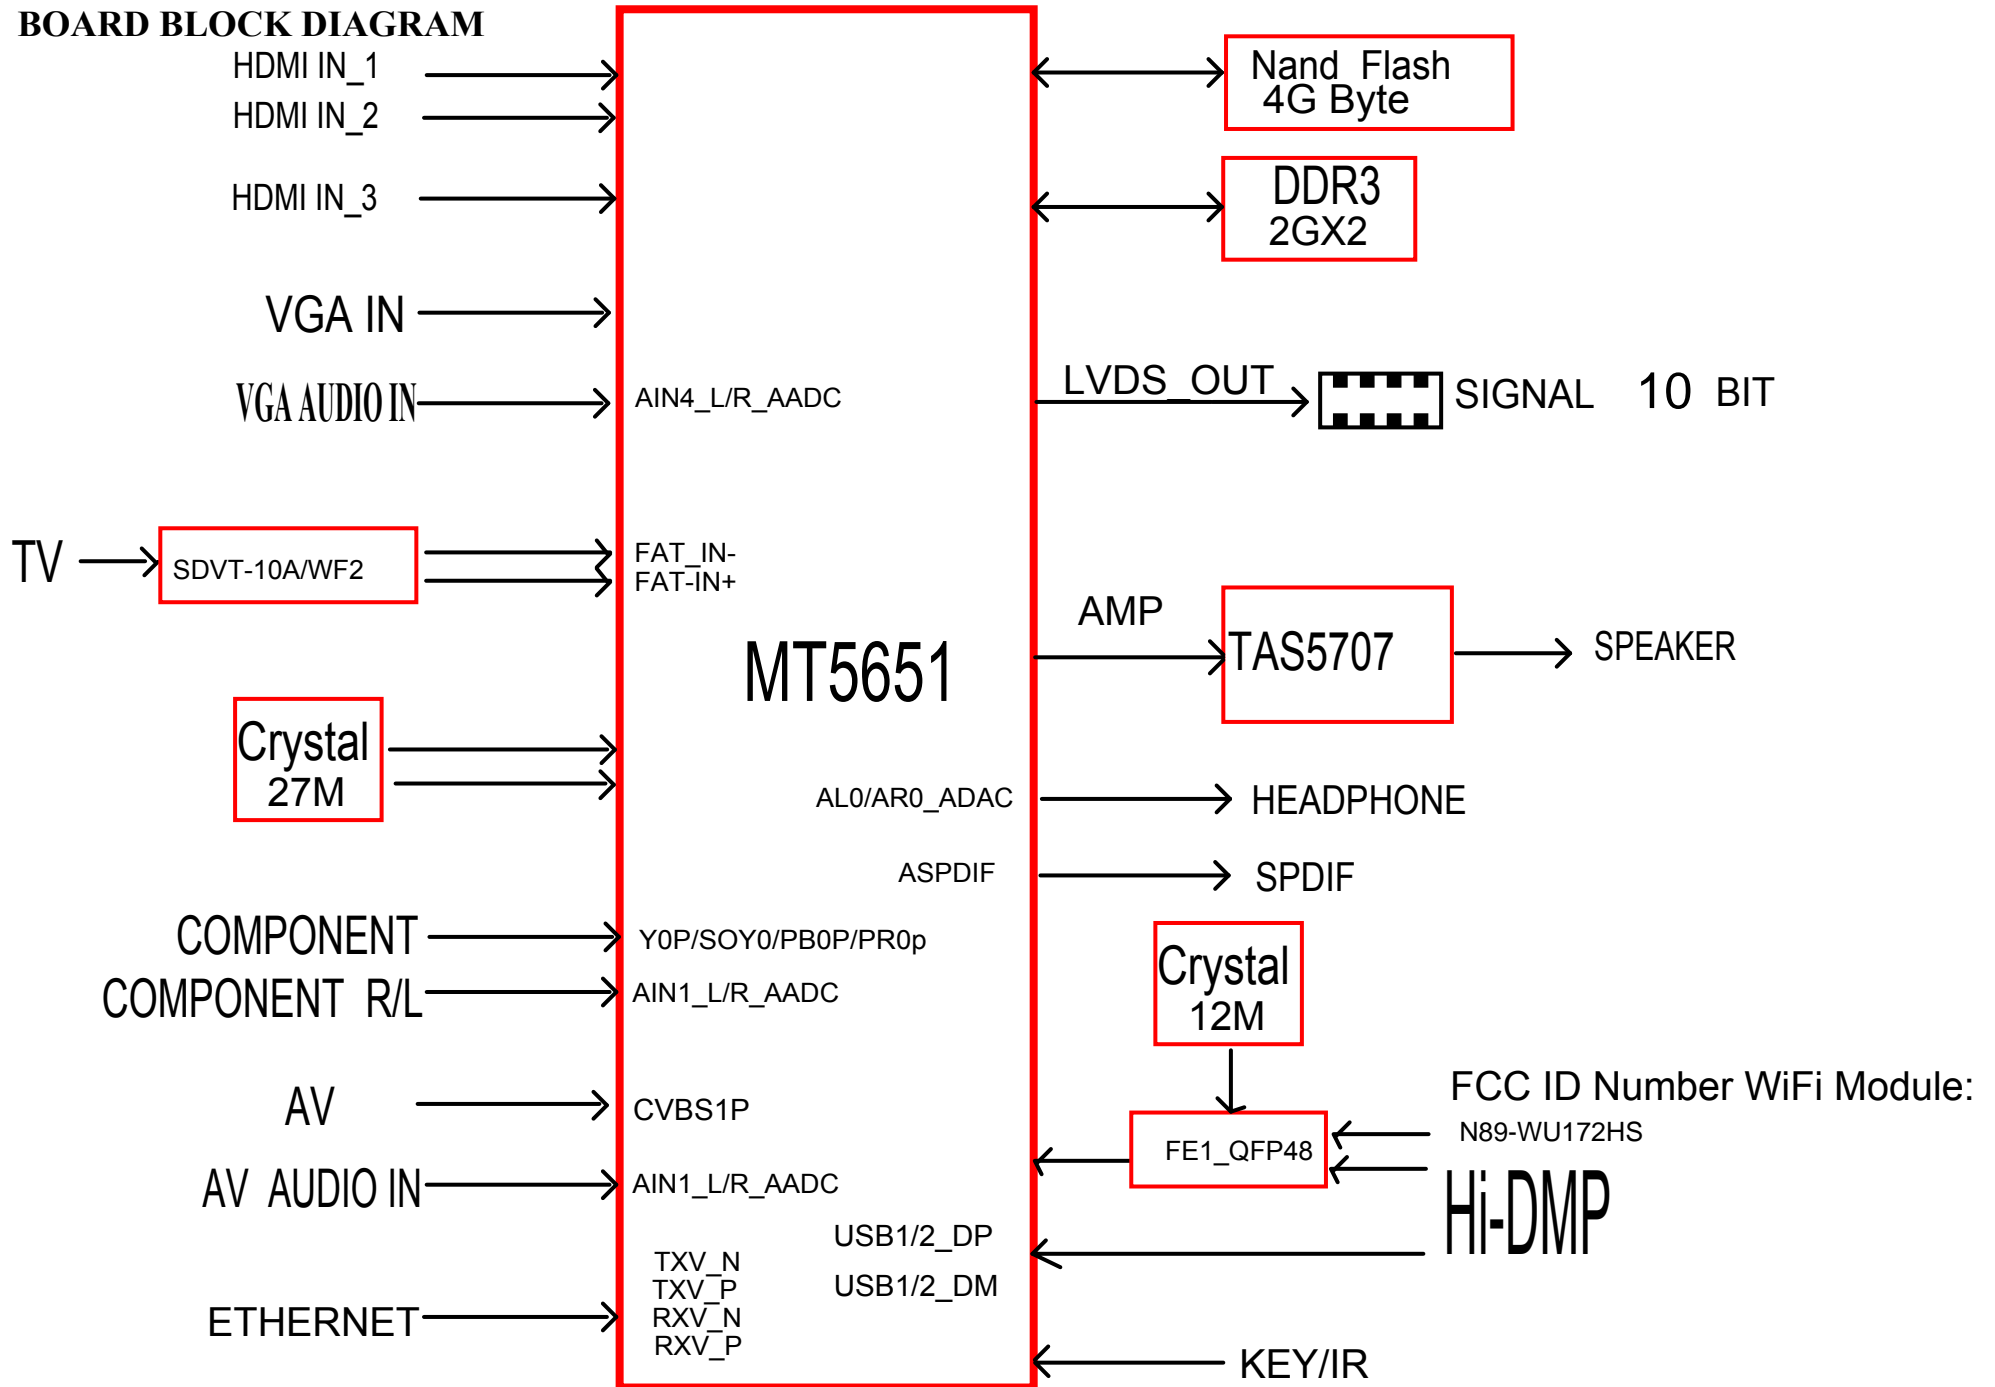 BOARD BLOCK DIAGRAM
HDMI IN_1
HDMI IN_2
HDMI IN_3
VGA IN
VGA AUDIO IN
AIN4_L/R_AADC
TV
SDVT-10A/WF2
FAT_IN-
FAT-IN+
MT5651
Crystal
27M
COMPONENT
Y0P/SOY0/PB0P/PR0p
COMPONENT R/L
AIN1_L/R_AADC
AV
CVBS1P
AV AUDIO IN
AIN1_L/R_AADC
ETHERNET
TXV_N
TXV_P
RXV_N
RXV_P
Nand Flash
4G Byte
DDR3
2GX2
LVDS_OUT
SIGNAL 10 BIT
AMP
TAS5707
SPEAKER
AL0/AR0_ADAC
HEADPHONE
ASPDIF
SPDIF
Crystal
12M
FE1_QFP48
FCC ID Number WiFi Module:
N89-WU172HS
Hi-DMP
USB1/2_DP
USB1/2_DM
KEY/IR